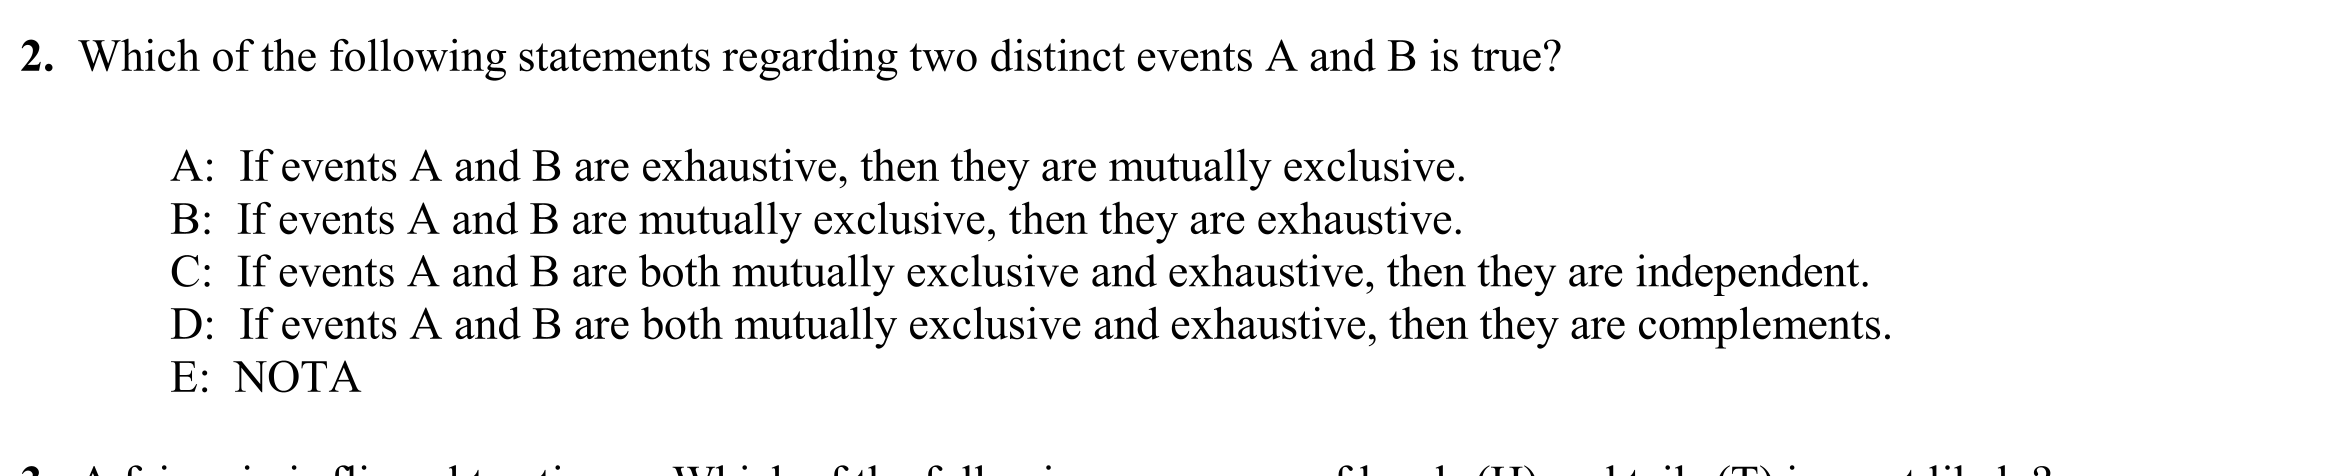 2. Which of the following statements regarding two distinct events A and B is true?
A: If events A and B are exhaustive, then they are mutually exclusive.
B: If events A and B are mutually exclusive, then they are exhaustive.
C: If events A and B are both mutually exclusive and exhaustive, then they are independent.
D: If events A and B are both mutually exclusive and exhaustive, then they are complements.
E: NOTA